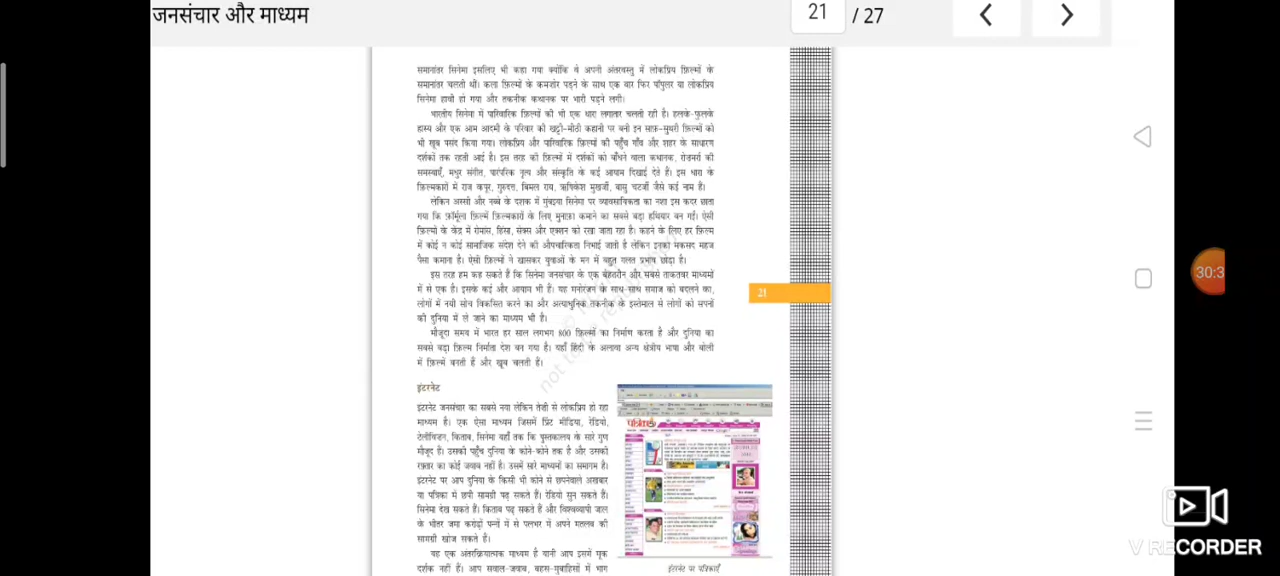 जनसंचार और माध्यम
21 / 27
समानांतर सिनेमा इसलिए भी कहा गया क्योंकि ये अपनी अंतरवस्तु में लोकप्रिय फ़िल्मों के
समानांतर चलती थीं। कला फ़िल्मों के कमज़ोर पड़ने के साथ एक बार फिर पॉपुलर या लोकप्रिय
सिनेमा हावी हो गया और तकनीक कथानक पर भारी पड़ने लगी।
भारतीय सिनेमा में पारिवारिक फ़िल्मों की भी एक धारा लगातार चलती रही है। हलके-फुलके
हास्य और एक आम आदमी के परिवार की खट्टी-मीठी कहानी पर बनी इन साफ़-सुथरी फ़िल्मों को
भी खूब पसंद किया गया। लोकप्रिय और पारिवारिक फ़िल्मों की पहुँच गाँव और शहर के साधारण
दर्शकों तक रहती आई है। इस तरह की फ़िल्मों में दर्शकों को बाँधने वाला कथानक, रोजमर्रा की
समस्याएँ, मधुर संगीत, पारंपरिक नृत्य और संस्कृति के कई आयाम दिखाई देते हैं। इस धारा के
फ़िल्मकारों में राज कपूर, गुरुदत्त, बिमल राय, ऋषिकेश मुखर्जी, बासु चटर्जी जैसे कई नाम हैं।
लेकिन अस्सी और नब्बे के दशक में मुंबइया सिनेमा पर व्यावसायिकता का नशा इस कदर छाता
गया कि फ़ॉर्मूला फ़िल्में फ़िल्मकारों के लिए मुनाफ़ा कमाने का सबसे बड़ा हथियार बन गईं। ऐसी
फ़िल्मों के केंद्र में रोमांस, हिंसा, सेक्स और एक्शन को रखा जाता रहा है। कहने के लिए हर फ़िल्म
में कोई न कोई सामाजिक संदेश देने की औपचारिकता निभाई जाती है लेकिन इनका मकसद महज
पैसा कमाना है। ऐसी फ़िल्मों ने खासकर युवाओं के मन में बहुत गलत प्रभाव छोड़ा है।
इस तरह हम कह सकते हैं कि सिनेमा जनसंचार के एक बेहतरीन और सबसे ताकतवर माध्यमों
में से एक है। इसके कई और आयाम भी हैं। यह मनोरंजन के साथ-साथ समाज को बदलने का,
लोगों में नयी सोच विकसित करने का और अत्याधुनिक तकनीक के इस्तेमाल से लोगों को सपनों
की दुनिया में ले जाने का माध्यम भी है।
21
मौजूदा समय में भारत हर साल लगभग 800 फ़िल्मों का निर्माण करता है और दुनिया का
सबसे बड़ा फ़िल्म निर्माता देश बन गया है। यहाँ हिंदी के अलावा अन्य क्षेत्रीय भाषा और बोली
में फ़िल्में बनती हैं और खूब चलती हैं।
not to be re
इंटरनेट
इंटरनेट जनसंचार का सबसे नया लेकिन तेज़ी से लोकप्रिय हो रहा
माध्यम है। एक ऐसा माध्यम जिसमें प्रिंट मीडिया, रेडियो,
टेलीविज़न, किताब, सिनेमा यहाँ तक कि पुस्तकालय के सारे गुण
मौजूद हैं। उसकी पहुँच दुनिया के कोने-कोने तक है और उसकी
रफ़्तार का कोई जवाब नहीं है। उसमें सारे माध्यमों का समागम है।
इंटरनेट पर आप दुनिया के किसी भी कोने से छपनेवाले अखबार
या पत्रिका में छपी सामग्री पढ़ सकते हैं। रेडियो सुन सकते हैं।
सिनेमा देख सकते हैं। किताब पढ़ सकते हैं और विश्वव्यापी जाल
के भीतर जमा करोड़ों पन्नों में से पलभर में अपने मतलब की
सामग्री खोज सकते हैं।
यह एक अंतरक्रियात्मक माध्यम है यानी आप इसमें मूक
दर्शक नहीं हैं। आप सवाल-जवाब, बहस-मुबाहिसों में भाग
इंटरनेट पर पत्रिकाएँ
30:3
V RECORDER